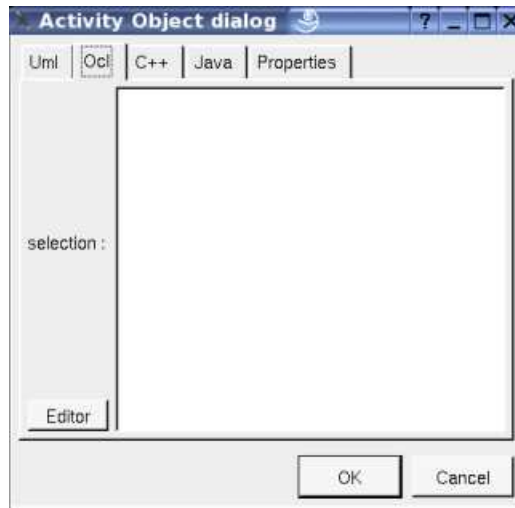 Activity Object dialog ?
Uml Ocl C++ Java Properties
selection :
Editor
OK Cancel